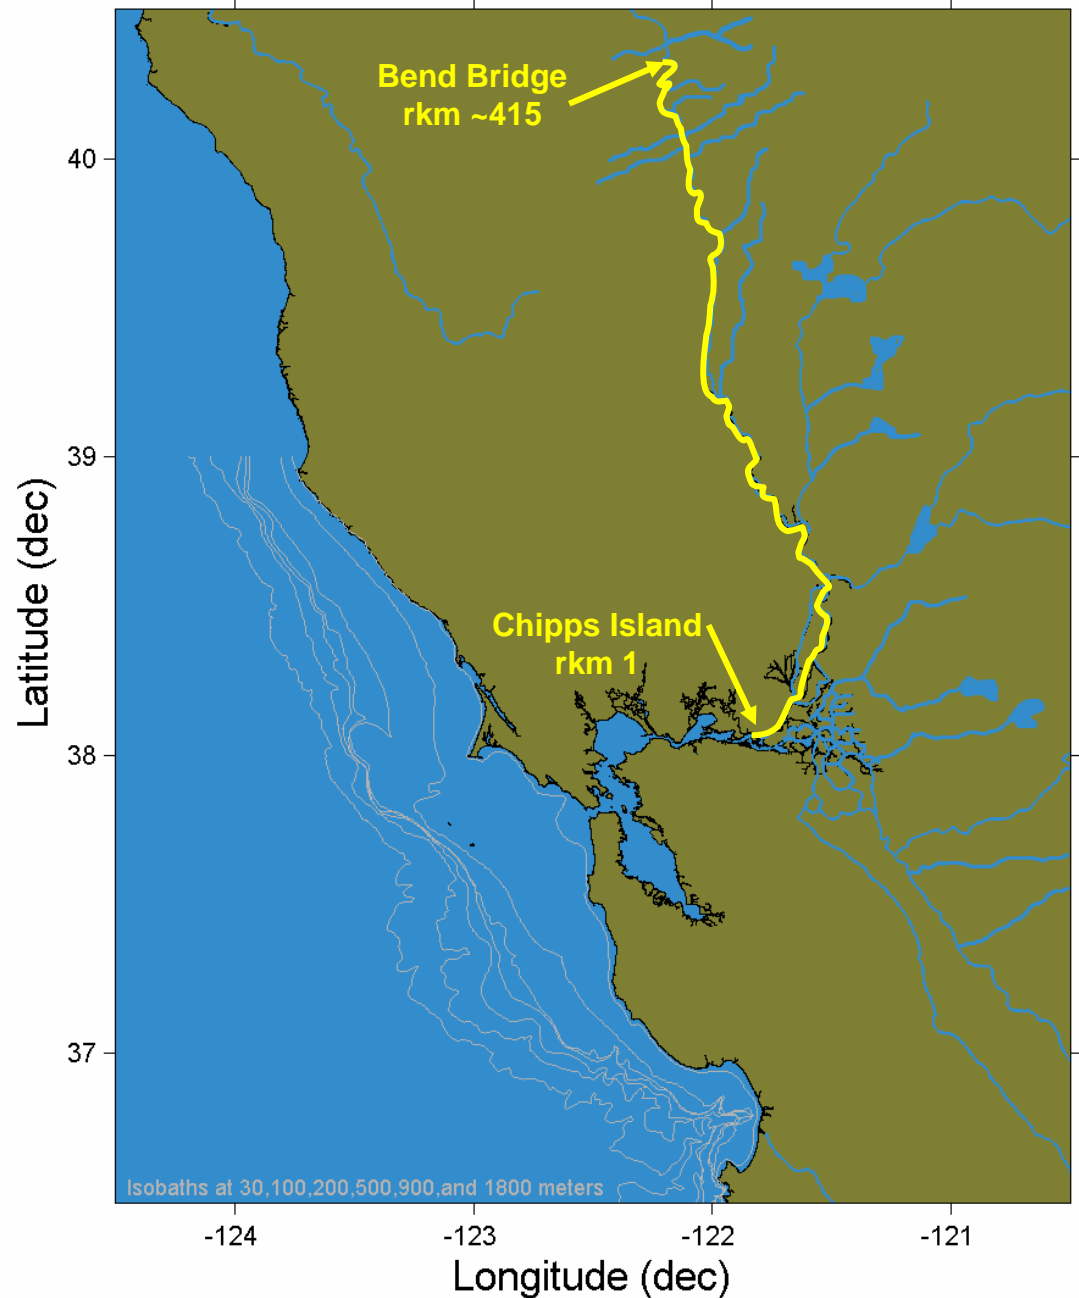 Bend Bridge
rkm ~415
40
39
Chipps Island
rkm 1
38
37
Latitude (dec)
Isobaths at 30,100,200,500,900,and 1800 meters
-124
-123
-122
-121
Longitude (dec)